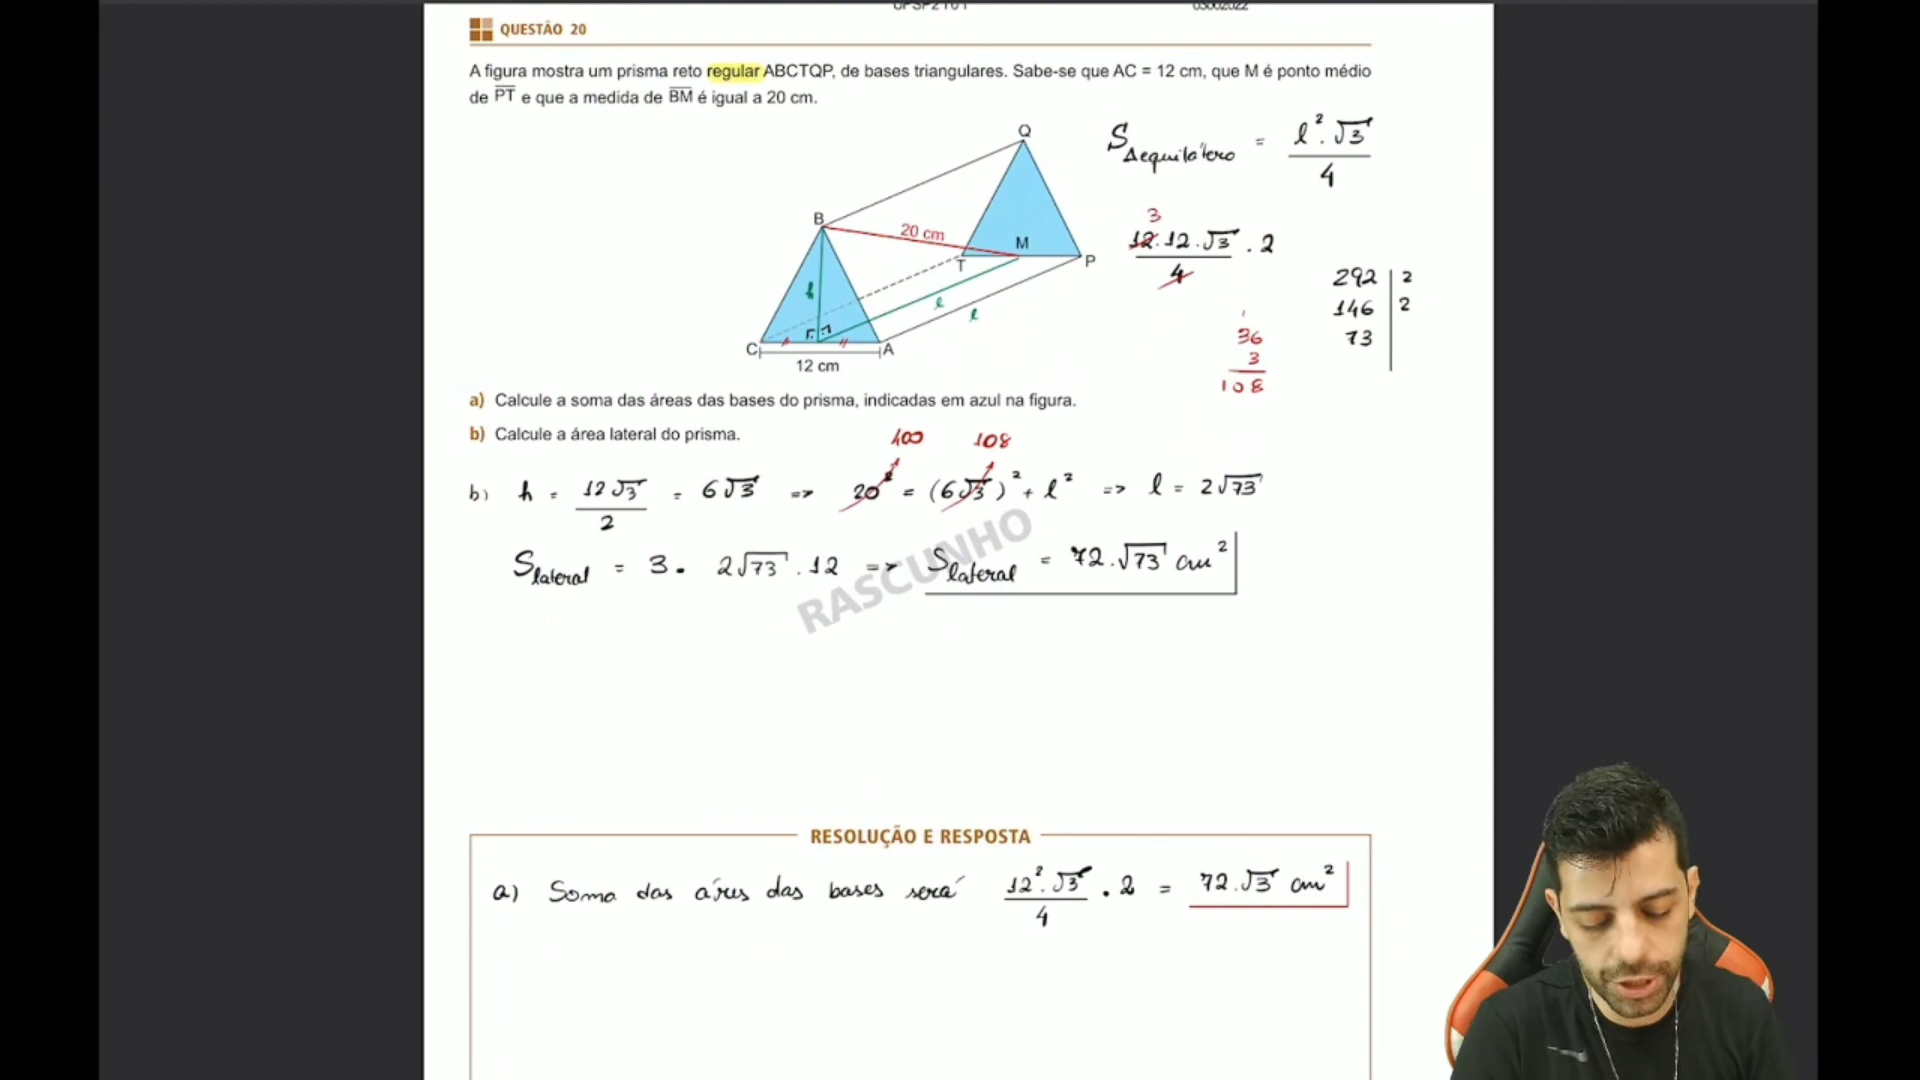 QUESTÃO 20
A figura mostra um prisma reto regular ABCTQP, de bases triangulares. Sabe-se que AC = 12 cm, que M é ponto médio
de PT e que a medida de BM é igual a 20 cm.
Q
B
20 cm
M
T
P
h
l
l
C
A
12 cm
S Δequilátero = l² . √3 / 4
3
12 . 12 . √3 / 4 . 2
292 | 2
146 | 2
73 |
36
3
108
a) Calcule a soma das áreas das bases do prisma, indicadas em azul na figura.
b) Calcule a área lateral do prisma.
400 108
b) h = 12√3 / 2 = 6√3 => 20² = (6√3)² + l² => l = 2√73
S lateral = 3 . 2√73 . 12 => S lateral = 72 . √73 cm²
RASCUNHO
RESOLUÇÃO E RESPOSTA
a) Soma das áres das bases será 12² . √3 / 4 . 2 = 72 . √3 cm²